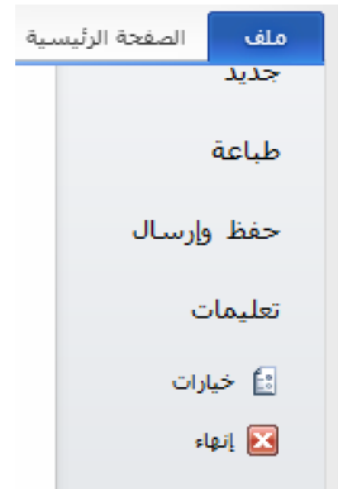 ملف الصفحة الرئيسية
جديد
طباعة
حفظ وإرسال
تعليمات
خيارات
إنهاء